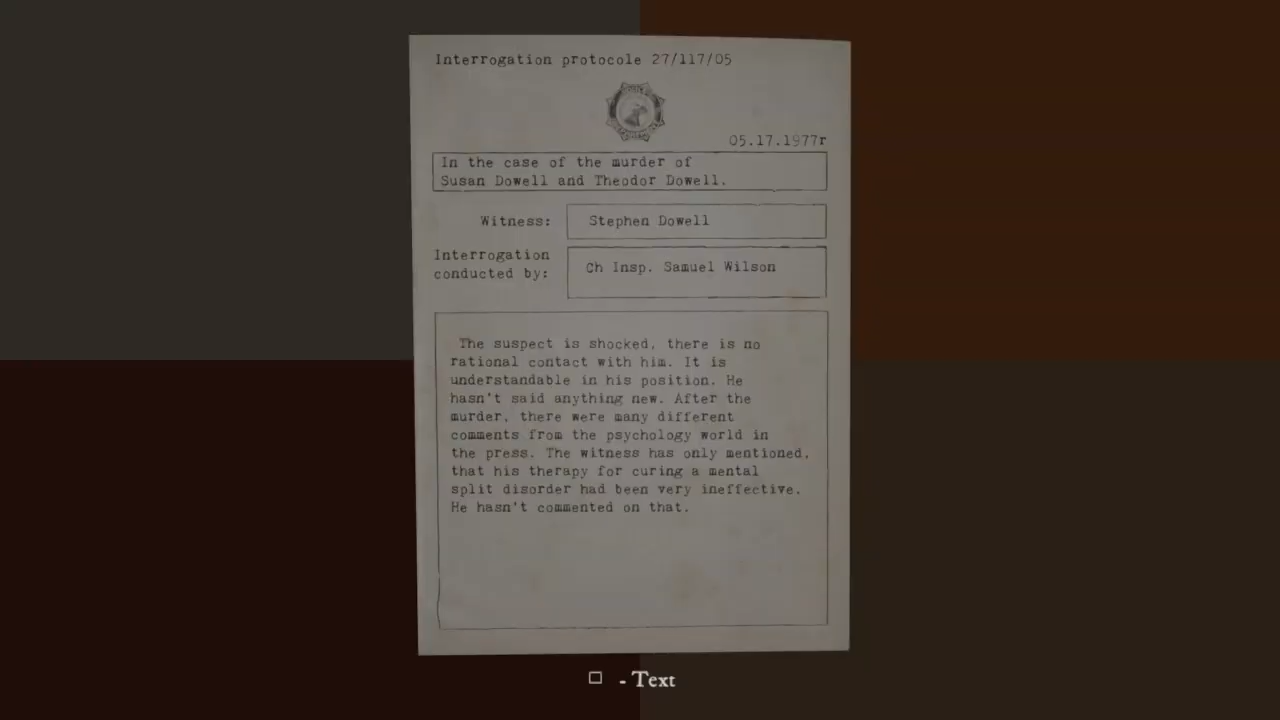 Interrogation protocole 27/117/05
05.17.1977r
In the case of the murder of
Susan Dowell and Theodor Dowell.
Witness: Stephen Dowell
Interrogation
conducted by: Ch Insp. Samuel Wilson
The suspect is shocked, there is no
rational contact with him. It is
understandable in his position. He
hasn't said anything new. After the
murder, there were many different
comments from the psychology world in
the press. The witness has only mentioned,
that his therapy for curing a mental
split disorder had been very ineffective.
He hasn't commented on that.
- Text